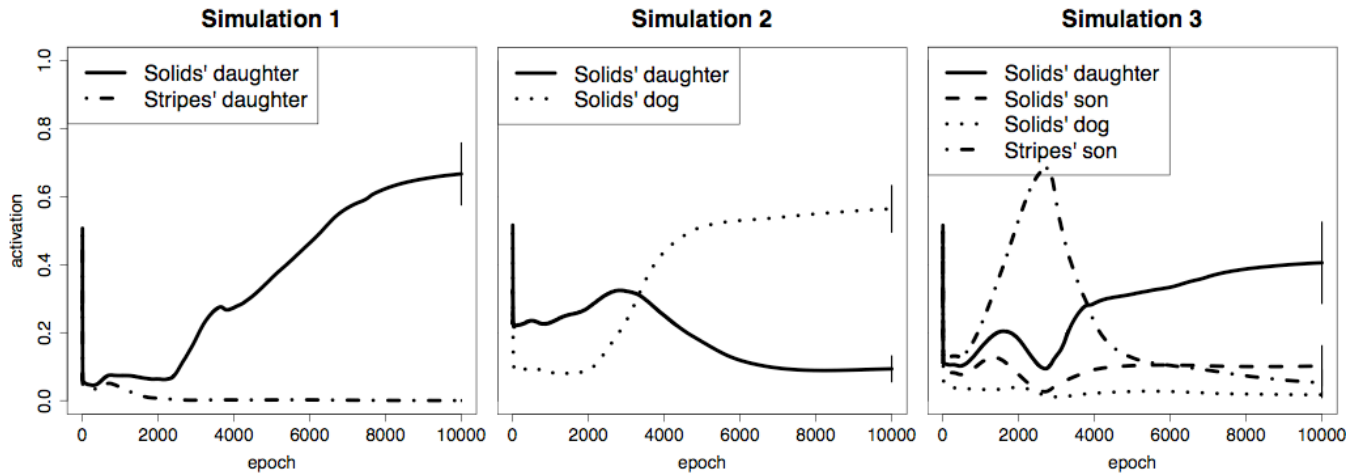 Simulation 1
Solids' daughter
Stripes' daughter
1.0
0.8
0.6
0.4
0.2
0.0
activation
0 2000 4000 6000 8000 10000
epoch
Simulation 2
Solids' daughter
Solids' dog
0 2000 4000 6000 8000 10000
epoch
Simulation 3
Solids' daughter
Solids' son
Solids' dog
Stripes' son
0 2000 4000 6000 8000 10000
epoch